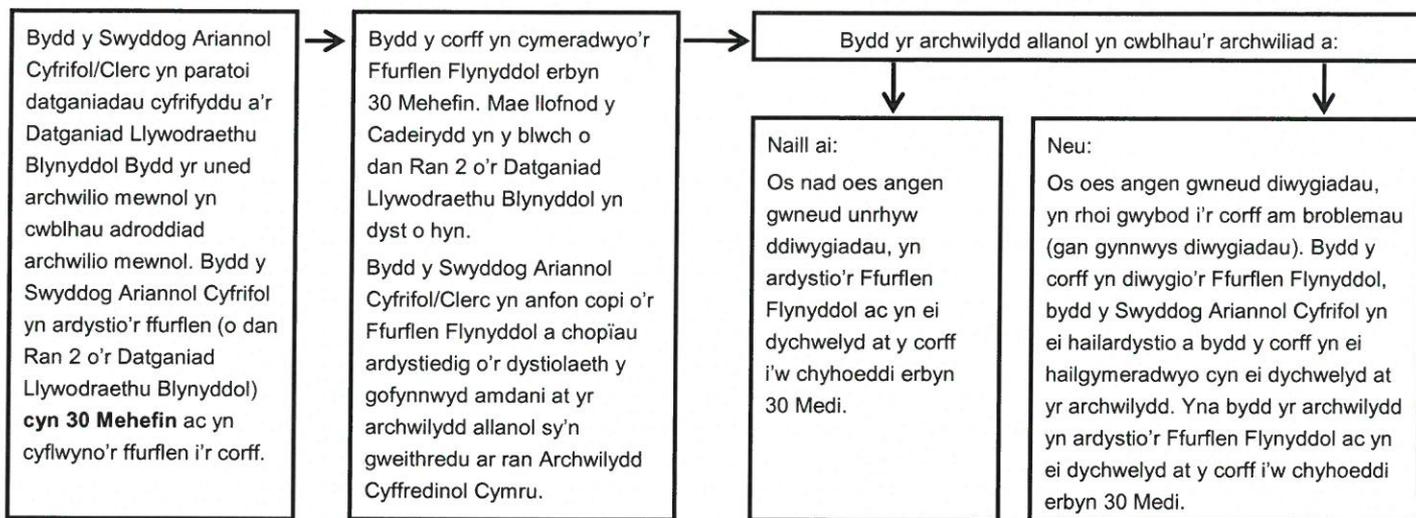 Bydd y Swyddog Ariannol
Cyfrifol/Clerc yn paratoi
datganiadau cyfrifyddu a'r
Datganiad Llywodraethu
Blynyddol Bydd yr uned
archwilio mewnol yn
cwblhau adroddiad
archwilio mewnol. Bydd y
Swyddog Ariannol Cyfrifol
yn ardystio'r ffurflen (o dan
Ran 2 o'r Datganiad
Llywodraethu Blynyddol)
cyn 30 Mehefin ac yn
cyflwyno'r ffurflen i'r corff.
Bydd y corff yn cymeradwyo'r
Ffurflen Flynyddol erbyn
30 Mehefin. Mae llofnod y
Cadeirydd yn y blwch o
dan Ran 2 o'r Datganiad
Llywodraethu Blynyddol yn
dyst o hyn.
Bydd y Swyddog Ariannol
Cyfrifol/Clerc yn anfon copi o'r
Ffurflen Flynyddol a chopïau
ardystiedig o'r dystiolaeth y
gofynnwyd amdani at yr
archwilydd allanol sy'n
gweithredu ar ran Archwilydd
Cyffredinol Cymru.
Bydd yr archwilydd allanol yn cwblhau'r archwiliad a:
Naill ai:
Os nad oes angen
gwneud unrhyw
ddiwygiadau, yn
ardystio'r Ffurflen
Flynyddol ac yn ei
dychwelyd at y corff
i'w chyhoeddi erbyn
30 Medi.
Neu:
Os oes angen gwneud diwygiadau,
yn rhoi gwybod i'r corff am broblemau
(gan gynnwys diwygiadau). Bydd y
corff yn diwygio'r Ffurflen Flynyddol,
bydd y Swyddog Ariannol Cyfrifol yn
ei hailardystio a bydd y corff yn ei
hailgymeradwyo cyn ei dychwelyd at
yr archwilydd. Yna bydd yr archwilydd
yn ardystio'r Ffurflen Flynyddol ac yn
ei dychwelyd at y corff i'w chyhoeddi
erbyn 30 Medi.